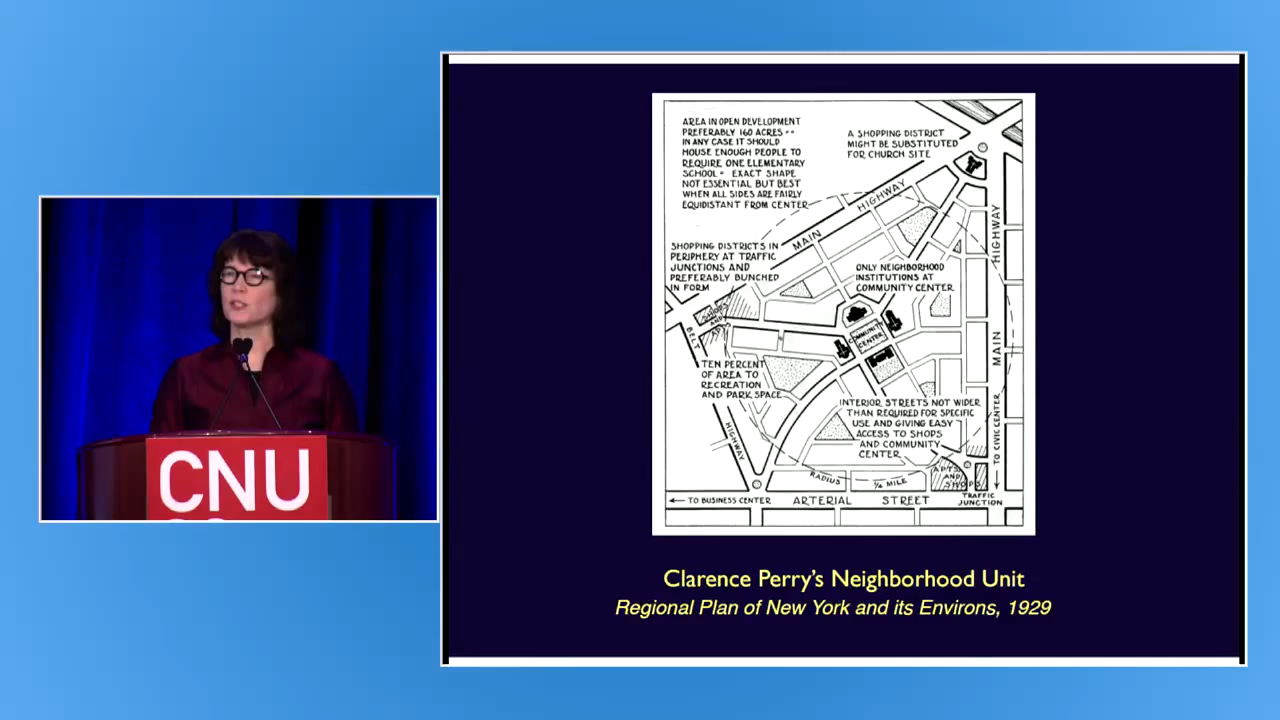 CNU
AREA IN OPEN DEVELOPMENT
PREFERABLY 160 ACRES --
IN ANY CASE IT SHOULD
HOUSE ENOUGH PEOPLE TO
REQUIRE ONE ELEMENTARY
SCHOOL - EXACT SHAPE
NOT ESSENTIAL BUT BEST
WHEN ALL SIDES ARE FAIRLY
EQUIDISTANT FROM CENTER
A SHOPPING DISTRICT
MIGHT BE SUBSTITUTED
FOR CHURCH SITE
MAIN HIGHWAY
SHOPPING DISTRICTS IN
PERIPHERY AT TRAFFIC
JUNCTIONS AND
PREFERABLY BUNCHED
IN FORM
ONLY NEIGHBORHOOD
INSTITUTIONS AT
COMMUNITY CENTER
HIGHWAY
MAIN
SHOPS
AND
COMMUNITY
CENTER
BELT
HIGHWAY
TEN PERCENT
OF AREA TO
RECREATION
AND PARK SPACE
INTERIOR STREETS NOT WIDER
THAN REQUIRED FOR SPECIFIC
USE AND GIVING EASY
ACCESS TO SHOPS
AND COMMUNITY
CENTER
TO CIVIC CENTER
APTS.
AND
SHOPS
RADIUS
MILE
TRAFFIC
JUNCTION
← TO BUSINESS CENTER
ARTERIAL STREET
Clarence Perry's Neighborhood Unit
Regional Plan of New York and its Environs, 1929